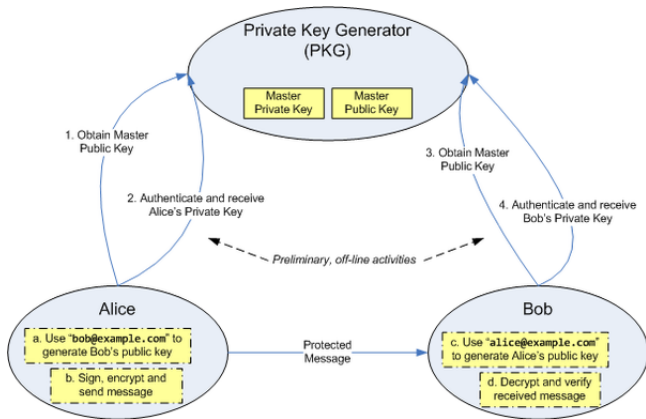 Private Key Generator
(PKG)
Master
Private Key
Master
Public Key
1. Obtain Master
Public Key
2. Authenticate and receive
Alice's Private Key
3. Obtain Master
Public Key
4. Authenticate and receive
Bob's Private Key
Preliminary, off-line activities
Alice
a. Use "bob@example.com" to
generate Bob's public key
b. Sign, encrypt and
send message
Protected
Message
Bob
c. Use "alice@example.com"
to generate Alice's public key
d. Decrypt and verify
received message